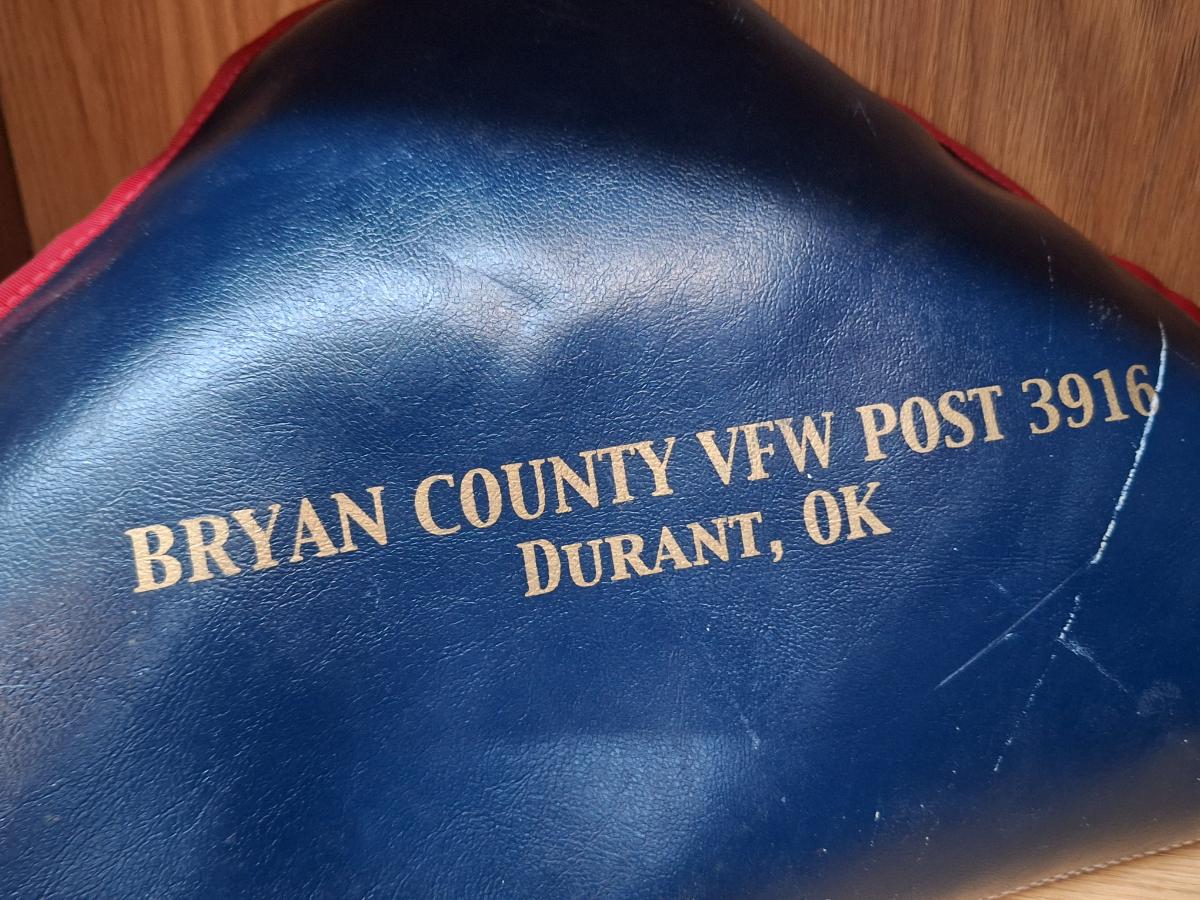 BRYAN COUNTY VFW POST 3916
DURANT, OK